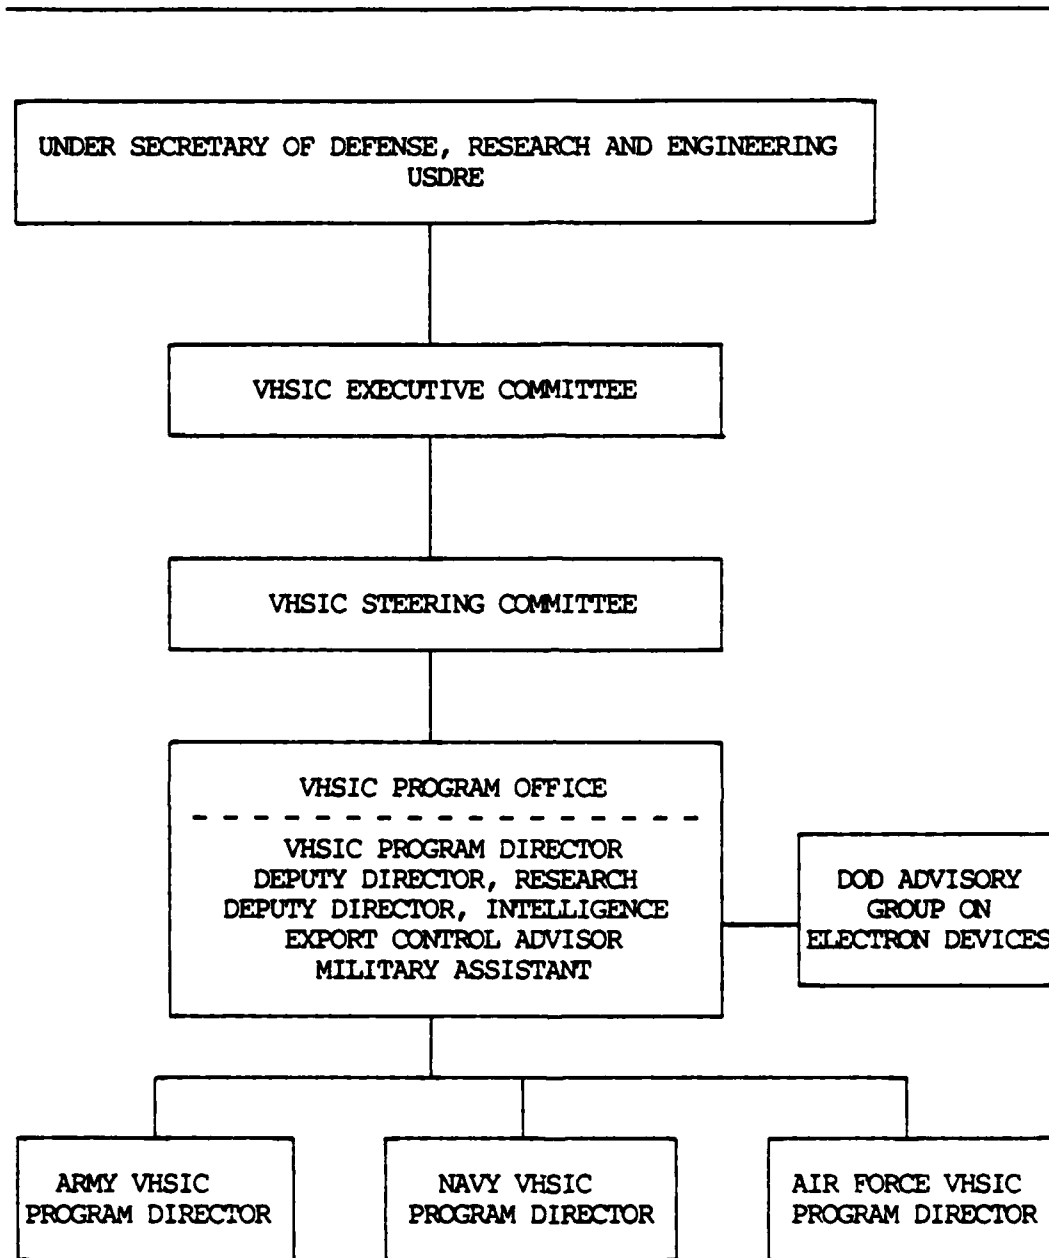 UNDER SECRETARY OF DEFENSE, RESEARCH AND ENGINEERING
USDRE
VHSIC EXECUTIVE COMMITTEE
VHSIC STEERING COMMITTEE
VHSIC PROGRAM OFFICE
VHSIC PROGRAM DIRECTOR
DEPUTY DIRECTOR, RESEARCH
DEPUTY DIRECTOR, INTELLIGENCE
EXPORT CONTROL ADVISOR
MILITARY ASSISTANT
DOD ADVISORY
GROUP ON
ELECTRON DEVICES
ARMY VHSIC
PROGRAM DIRECTOR
NAVY VHSIC
PROGRAM DIRECTOR
AIR FORCE VHSIC
PROGRAM DIRECTOR